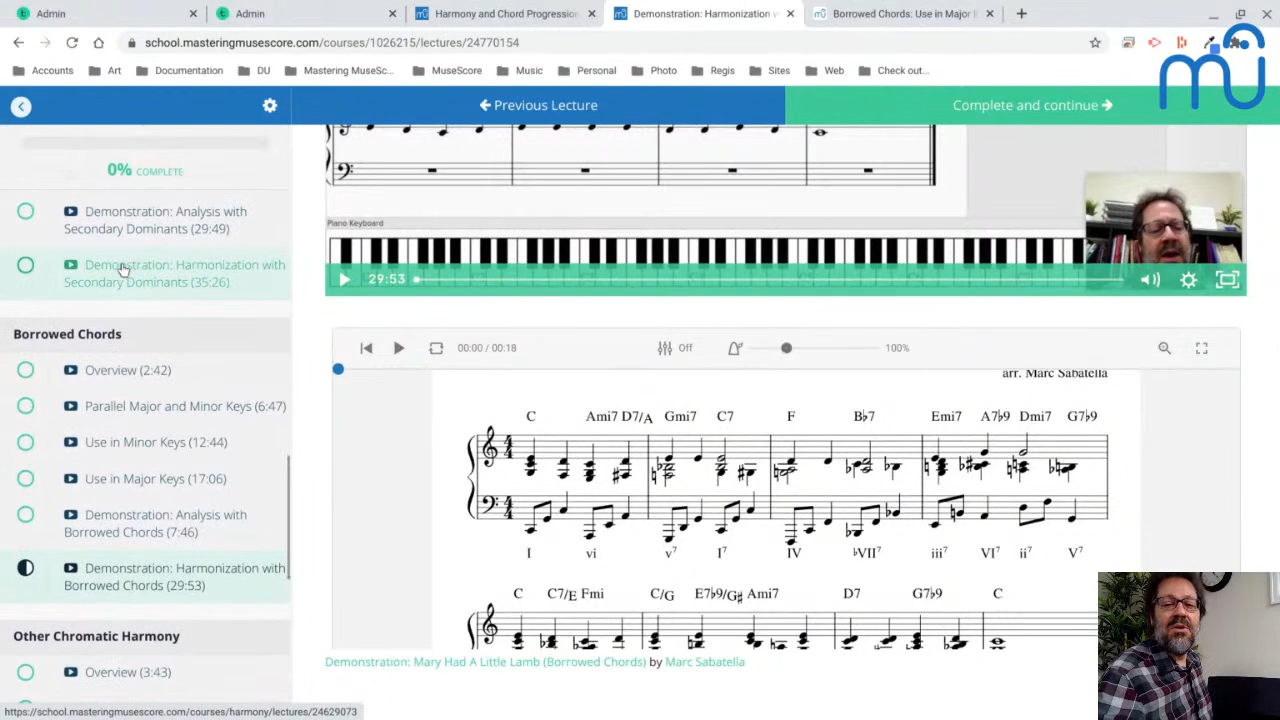 Admin
Admin
Harmony and Chord Progression
Demonstration: Harmonization w
Borrowed Chords: Use in Major
school.masteringmusescore.com/courses/1026215/lectures/24770154
Accounts Art Documentation DU Mastering MuseSc... MuseScore Music Personal Photo Regis Sites Web Check out...
Previous Lecture
Complete and continue
0% COMPLETE
Demonstration: Analysis with
Secondary Dominants (29:49)
Demonstration: Harmonization with
Secondary Dominants (35:26)
Borrowed Chords
Overview (2:42)
Parallel Major and Minor Keys (6:47)
Use in Minor Keys (12:44)
Use in Major Keys (17:06)
Demonstration: Analysis with
Borrowed Chords (7:46)
Demonstration: Harmonization with
Borrowed Chords (29:53)
Other Chromatic Harmony
Overview (3:43)
Piano Keyboard
29:53
00:00 / 00:18
Off
100%
arr. Marc Sabatella
C Ami7 D7/A Gmi7 C7 F B♭7 Emi7 A7♭9 Dmi7 G7♭9
I vi v7 I7 IV ♭VII7 iii7 VI7 ii7 V7
C C7/E Fmi C/G E7♭9/G♯ Ami7 D7 G7♭9 C
Demonstration: Mary Had A Little Lamb (Borrowed Chords) by Marc Sabatella
https://school.masteringmusescore.com/courses/harmony/lectures/24629073